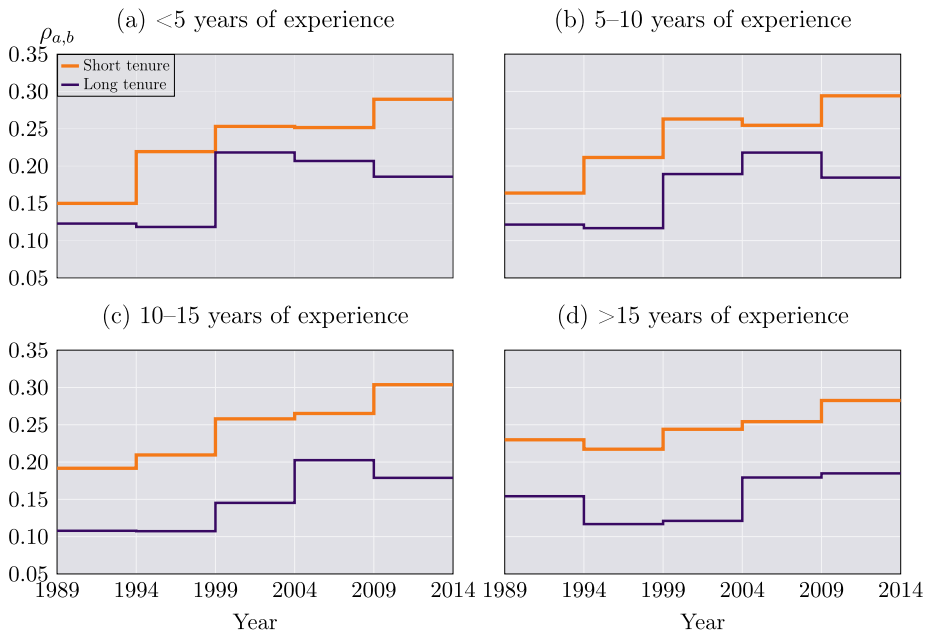 (a) <5 years of experience
(b) 5–10 years of experience
ρa,b
0.35
0.30
0.25
0.20
0.15
0.10
0.05
Short tenure
Long tenure
(c) 10–15 years of experience
(d) >15 years of experience
0.35
0.30
0.25
0.20
0.15
0.10
0.05
1989 1994 1999 2004 2009 2014
1989 1994 1999 2004 2009 2014
Year
Year